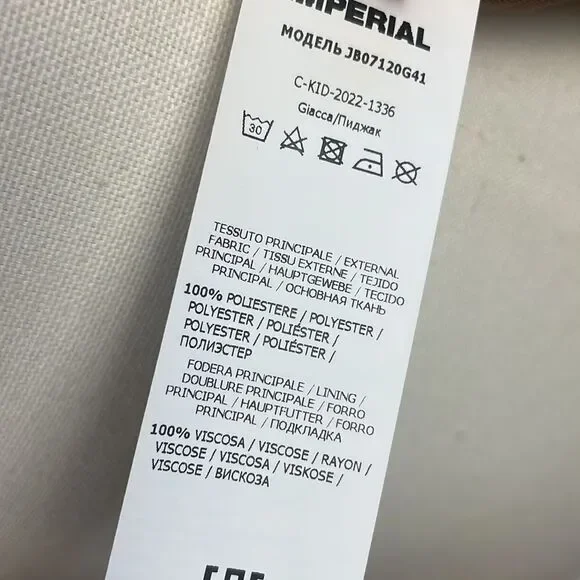 IMPERIAL
МОДЕЛЬ JB07120G41
C-KID-2022-1336
Giacca/Пиджак
30
TESSUTO PRINCIPALE / EXTERNAL
FABRIC / TISSU EXTERNE / TEJIDO
PRINCIPAL / HAUPTGEWEBE / TECIDO
PRINCIPAL / ОСНОВНАЯ ТКАНЬ
100% POLIESTERE / POLYESTER /
POLYESTER / POLIÉSTER /
POLYESTER / POLIÉSTER /
ПОЛИЭСТЕР
FODERA PRINCIPALE / LINING /
DOUBLURE PRINCIPALE / FORRO
PRINCIPAL / HAUPTFUTTER / FORRO
PRINCIPAL / ПОДКЛАДКА
100% VISCOSA / VISCOSE / RAYON /
VISCOSE / VISCOSA / VISKOSE /
VISCOSE / ВИСКОЗА